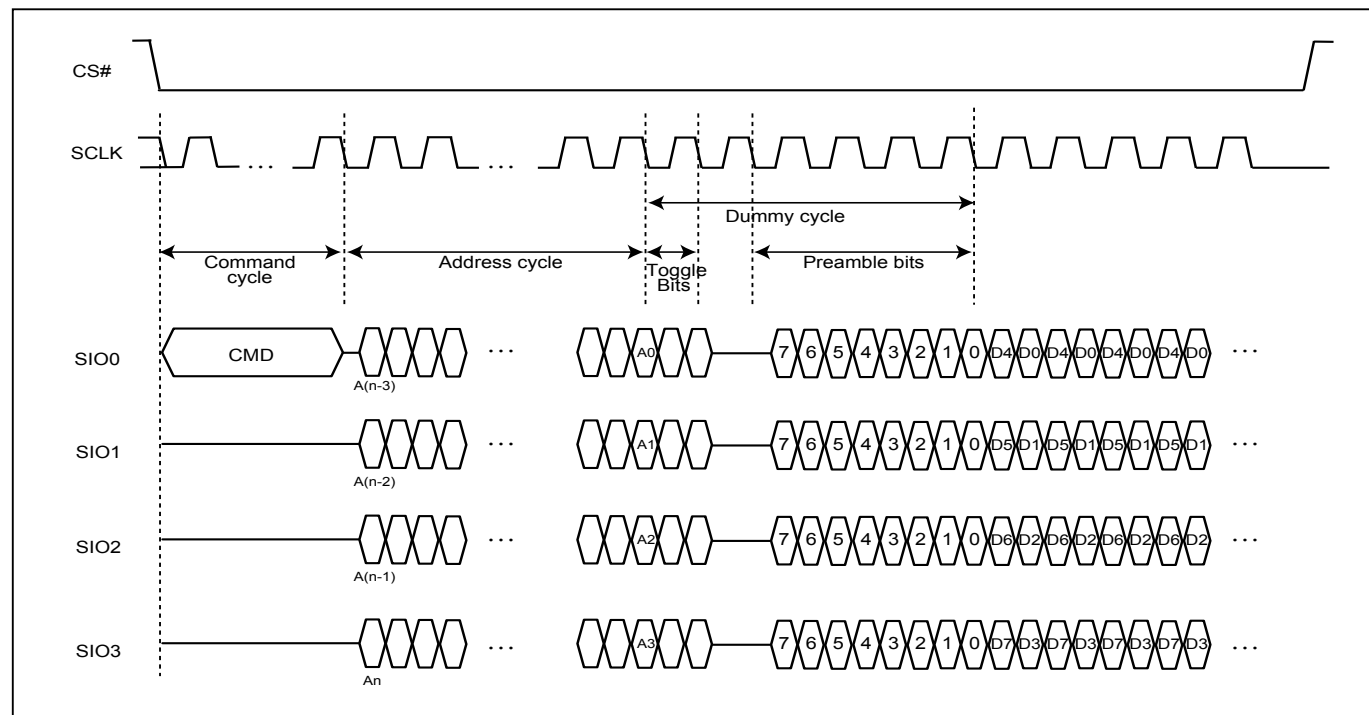 CS#
SCLK
Dummy cycle
Command cycle
Address cycle
Toggle Bits
Preamble bits
SIO0 CMD ... A0 7 6 5 4 3 2 1 0 D4 D0 D4 D0 D4 D0 D4 D0 ...
A(n-3)
SIO1 ... A1 7 6 5 4 3 2 1 0 D5 D1 D5 D1 D5 D1 D5 D1 ...
A(n-2)
SIO2 ... A2 7 6 5 4 3 2 1 0 D6 D2 D6 D2 D6 D2 D6 D2 ...
A(n-1)
SIO3 ... A3 7 6 5 4 3 2 1 0 D7 D3 D7 D3 D7 D3 D7 D3 ...
An